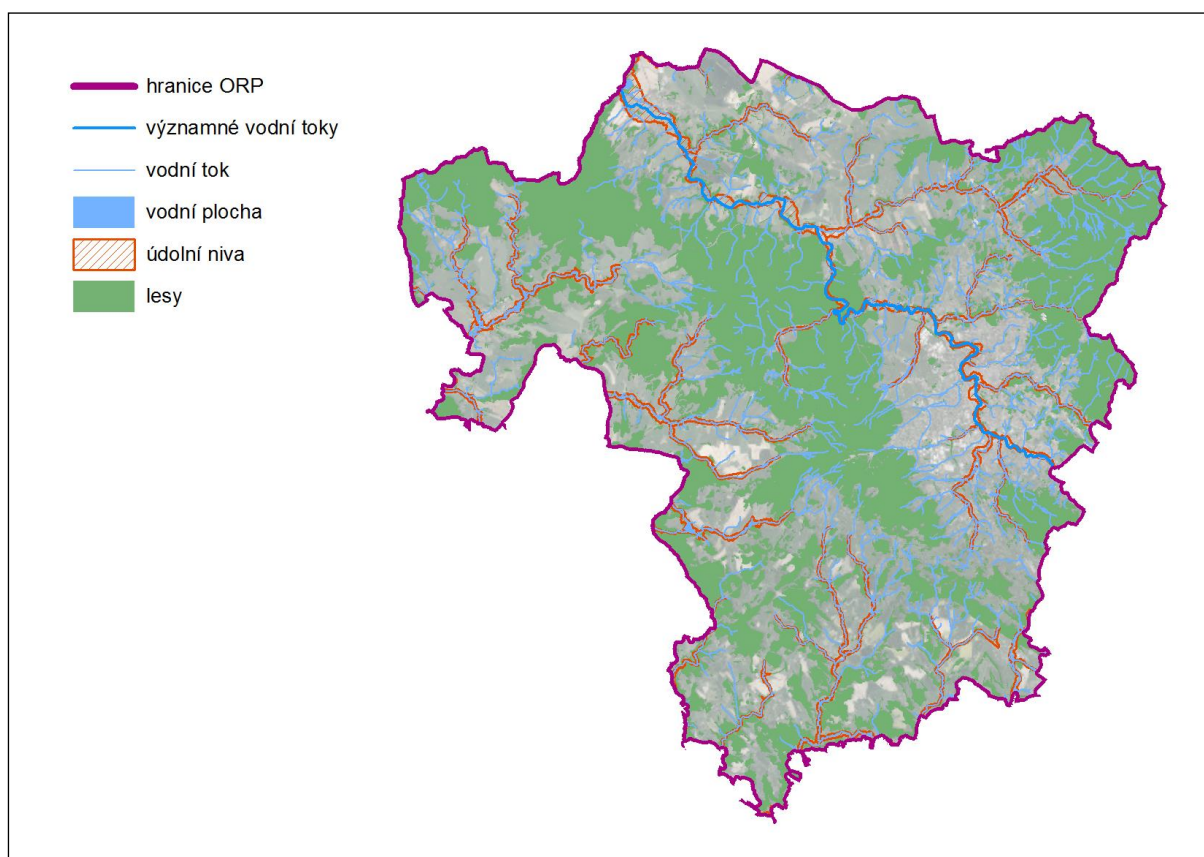 hranice ORP
významné vodní toky
vodní tok
vodní plocha
údolní niva
lesy